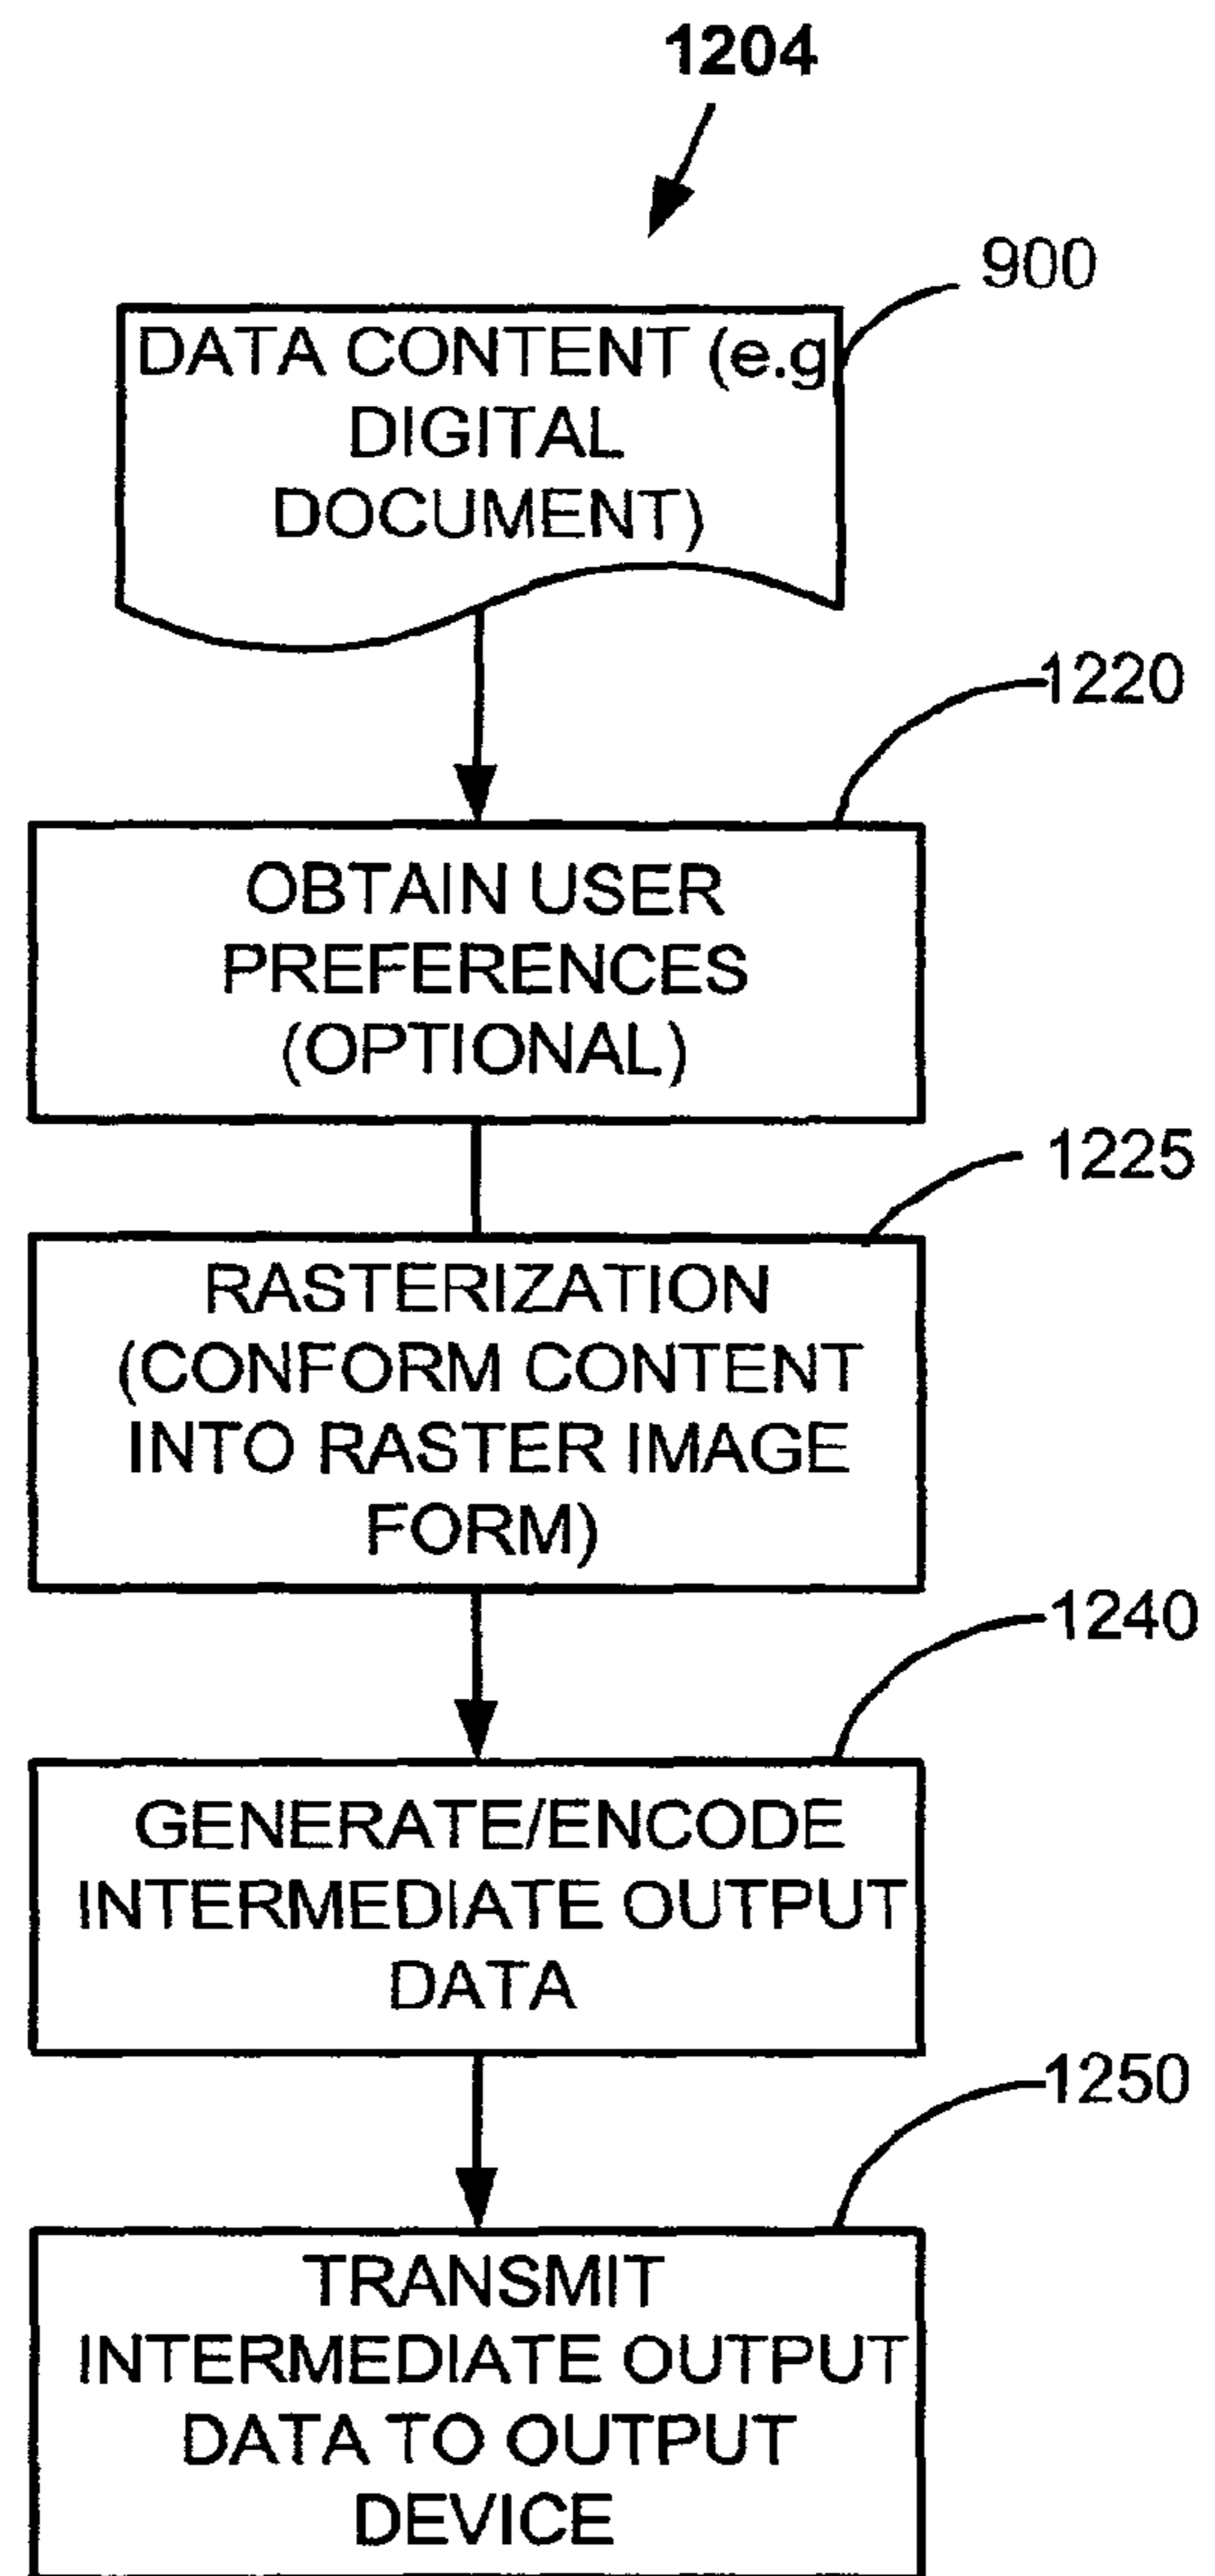 1204
900
DATA CONTENT (e.g
DIGITAL
DOCUMENT)
1220
OBTAIN USER
PREFERENCES
(OPTIONAL)
1225
RASTERIZATION
(CONFORM CONTENT
INTO RASTER IMAGE
FORM)
1240
GENERATE/ENCODE
INTERMEDIATE OUTPUT
DATA
1250
TRANSMIT
INTERMEDIATE OUTPUT
DATA TO OUTPUT
DEVICE